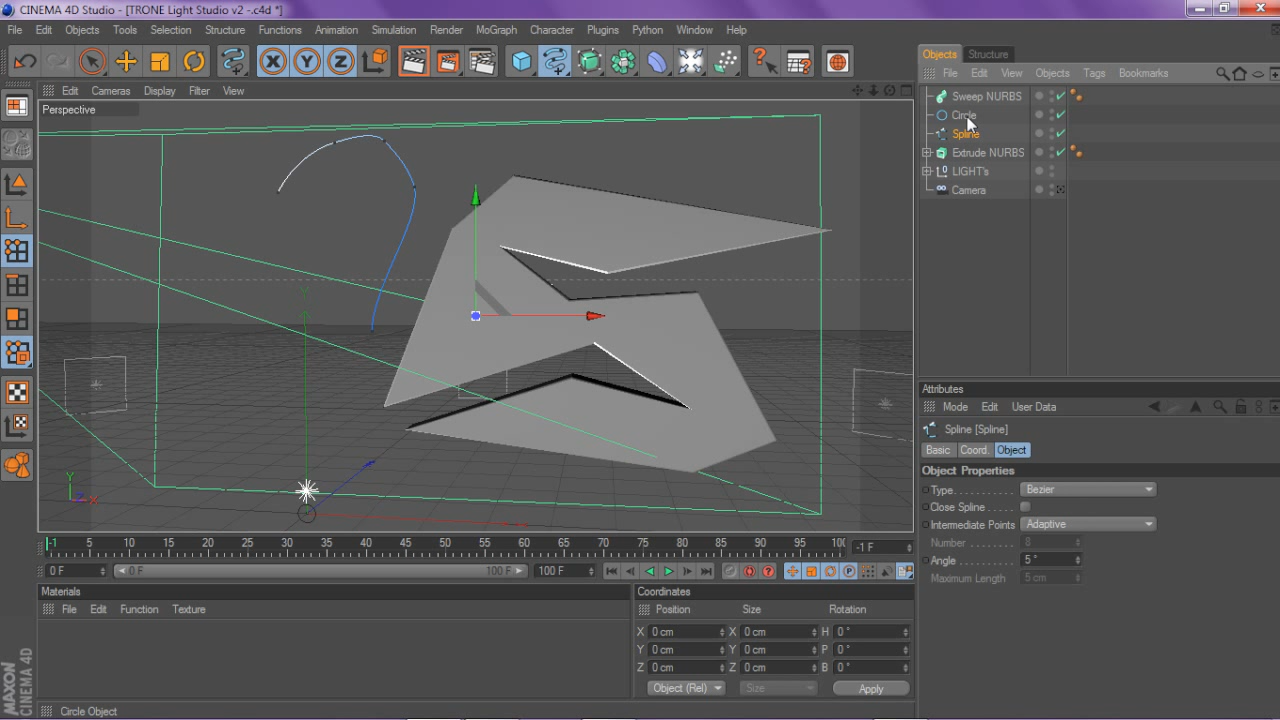 CINEMA 4D Studio - [TRONE Light Studio v2 -.c4d *]
File Edit Objects Tools Selection Structure Functions Animation Simulation Render MoGraph Character Plugins Python Window Help
Edit Cameras Display Filter View
Perspective
Objects Structure
File Edit View Objects Tags Bookmarks
Sweep NURBS
Circle
Spline
Extrude NURBS
LIGHT's
Camera
Attributes
Mode Edit User Data
Spline [Spline]
Basic Coord. Object
Object Properties
Type . . . . . . . . . . Bezier
Close Spline . . . . .
Intermediate Points Adaptive
Number . . . . . . . 8
Angle . . . . . . . . . 5 °
Maximum Length 5 cm
Y X
-1 5 10 15 20 25 30 35 40 45 50 55 60 65 70 75 80 85 90 95 100 -1 F
0 F 0 F 100 F 100 F
Materials
File Edit Function Texture
Coordinates
Position Size Rotation
X 0 cm X 0 cm H 0 °
Y 0 cm Y 0 cm P 0 °
Z 0 cm Z 0 cm B 0 °
Object (Rel) Size Apply
MAXON
CINEMA 4D
Circle Object